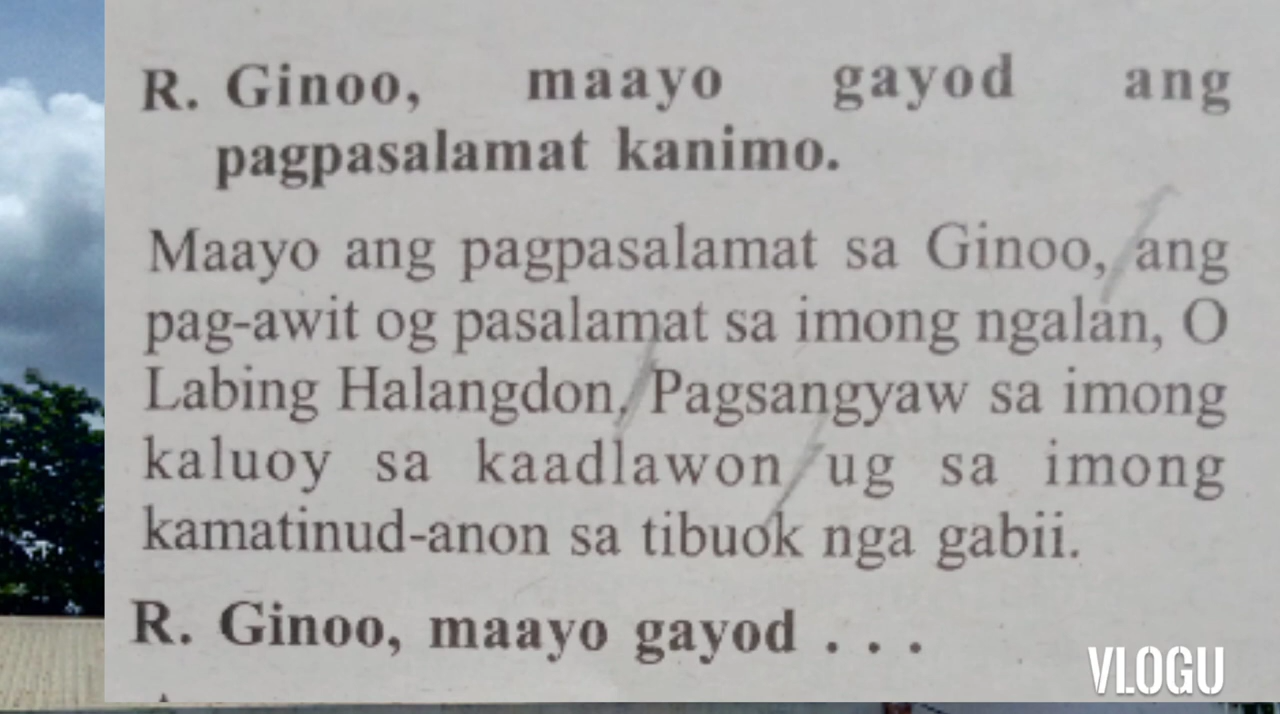 R. Ginoo, maayo gayod ang
pagpasalamat kanimo.
Maayo ang pagpasalamat sa Ginoo, ang
pag-awit og pasalamat sa imong ngalan, O
Labing Halangdon, Pagsangyaw sa imong
kaluoy sa kaadlawon ug sa imong
kamatinud-anon sa tibuok nga gabii.
R. Ginoo, maayo gayod . . .
VLOGU